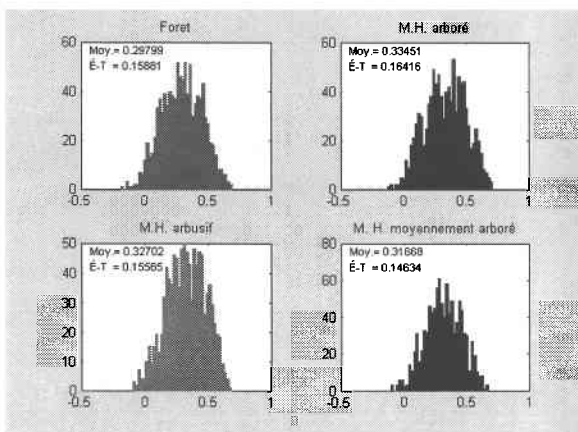 Foret
Moy.= 0.29799
É-T = 0.15881
60
40
20
0
-0.5
0
0.5
1
M.H. arboré
Moy.= 0.33451
É-T = 0.16416
60
40
20
0
-0.5
0
0.5
1
M.H. arbusif
Moy.= 0.32702
É-T = 0.15565
50
40
30
20
10
0
-0.5
0
0.5
1
M. H. moyennement arboré
Moy.= 0.31668
É-T = 0.14634
80
60
40
20
0
-0.5
0
0.5
1